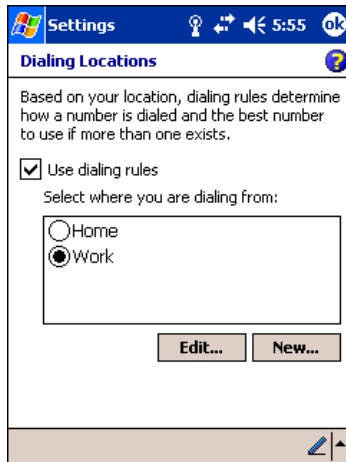 Settings 5:55 ok
Dialing Locations
Based on your location, dialing rules determine
how a number is dialed and the best number
to use if more than one exists.
Use dialing rules
Select where you are dialing from:
Home
Work
Edit... New...